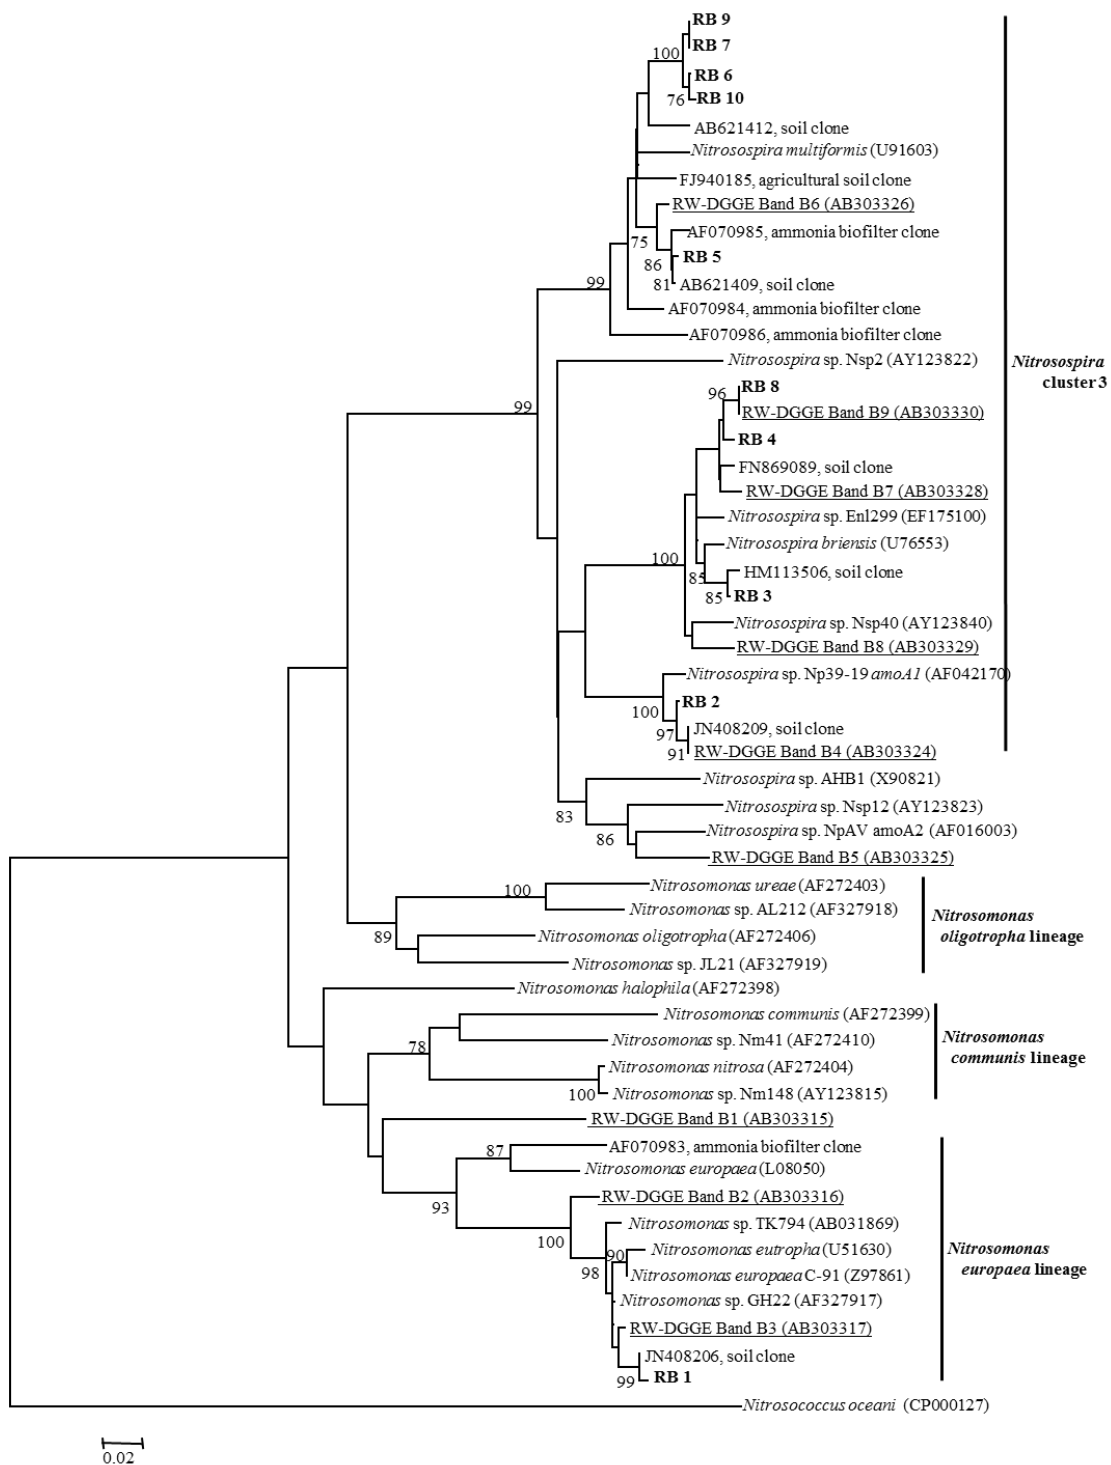 RB 9
RB 7
100
RB 6
76
RB 10
AB621412, soil clone
Nitrosospira multiformis (U91603)
FJ940185, agricultural soil clone
RW-DGGE Band B6 (AB303326)
AF070985, ammonia biofilter clone
75
RB 5
86
81
AB621409, soil clone
99
AF070984, ammonia biofilter clone
AF070986, ammonia biofilter clone
Nitrosospira sp. Nsp2 (AY123822)
Nitrosospira
cluster 3
RB 8
96
99
RW-DGGE Band B9 (AB303330)
RB 4
FN869089, soil clone
RW-DGGE Band B7 (AB303328)
Nitrosospira sp. Enl299 (EF175100)
Nitrosospira briensis (U76553)
100
HM113506, soil clone
85
85
RB 3
Nitrosospira sp. Nsp40 (AY123840)
RW-DGGE Band B8 (AB303329)
Nitrosospira sp. Np39-19 amoA1 (AF042170)
RB 2
100
JN408209, soil clone
97
91
RW-DGGE Band B4 (AB303324)
Nitrosospira sp. AHB1 (X90821)
Nitrosospira sp. Nsp12 (AY123823)
83
Nitrosospira sp. NpAV amoA2 (AF016003)
86
RW-DGGE Band B5 (AB303325)
Nitrosomonas ureae (AF272403)
100
Nitrosomonas sp. AL212 (AF327918)
Nitrosomonas
oligotropha lineage
Nitrosomonas oligotropha (AF272406)
89
Nitrosomonas sp. JL21 (AF327919)
Nitrosomonas halophila (AF272398)
Nitrosomonas communis (AF272399)
Nitrosomonas
communis lineage
Nitrosomonas sp. Nm41 (AF272410)
78
Nitrosomonas nitrosa (AF272404)
100
Nitrosomonas sp. Nm148 (AY123815)
RW-DGGE Band B1 (AB303315)
AF070983, ammonia biofilter clone
87
Nitrosomonas europaea (L08050)
93
RW-DGGE Band B2 (AB303316)
Nitrosomonas sp. TK794 (AB031869)
100
Nitrosomonas eutropha (U51630)
90
Nitrosomonas
europaea lineage
98
Nitrosomonas europaea C-91 (Z97861)
Nitrosomonas sp. GH22 (AF327917)
RW-DGGE Band B3 (AB303317)
JN408206, soil clone
99
RB 1
Nitrosococcus oceani (CP000127)
0.02